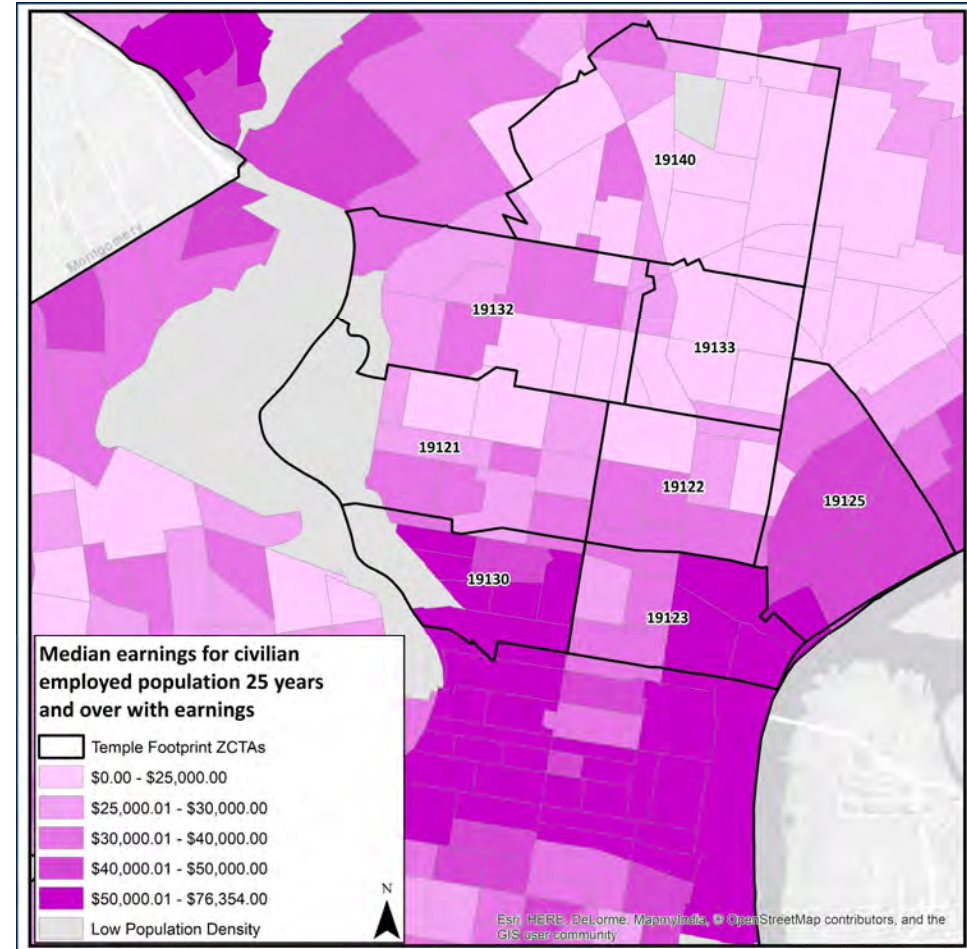 19140
Montgomery
19132
19133
19121
19122
19125
19130
19123
Median earnings for civilian
employed population 25 years
and over with earnings
Temple Footprint ZCTAs
$0.00 - $25,000.00
$25,000.01 - $30,000.00
$30,000.01 - $40,000.00
$40,000.01 - $50,000.00
$50,000.01 - $76,354.00
Low Population Density
N
Esri, HERE, DeLorme, MapmyIndia, © OpenStreetMap contributors, and the
GIS user community